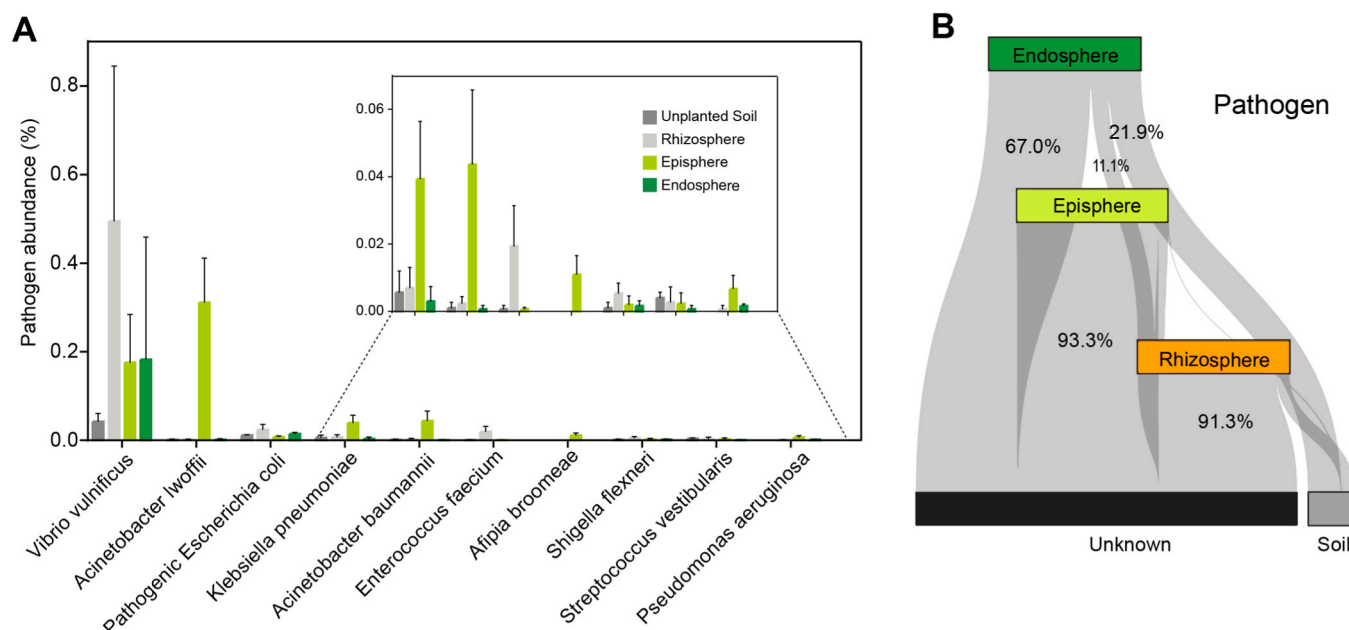 A
Pathogen abundance (%)
0.8
0.6
0.4
0.2
0.0
0.06
0.04
0.02
0.00
Unplanted Soil
Rhizosphere
Episphere
Endosphere
Vibrio vulnificus
Acinetobacter lwoffii
Pathogenic Escherichia coli
Klebsiella pneumoniae
Acinetobacter baumannii
Enterococcus faecium
Afipia broomeae
Shigella flexneri
Streptococcus vestibularis
Pseudomonas aeruginosa
B
Endosphere
Pathogen
67.0%
21.9%
11.1%
Episphere
93.3%
Rhizosphere
91.3%
Unknown
Soil